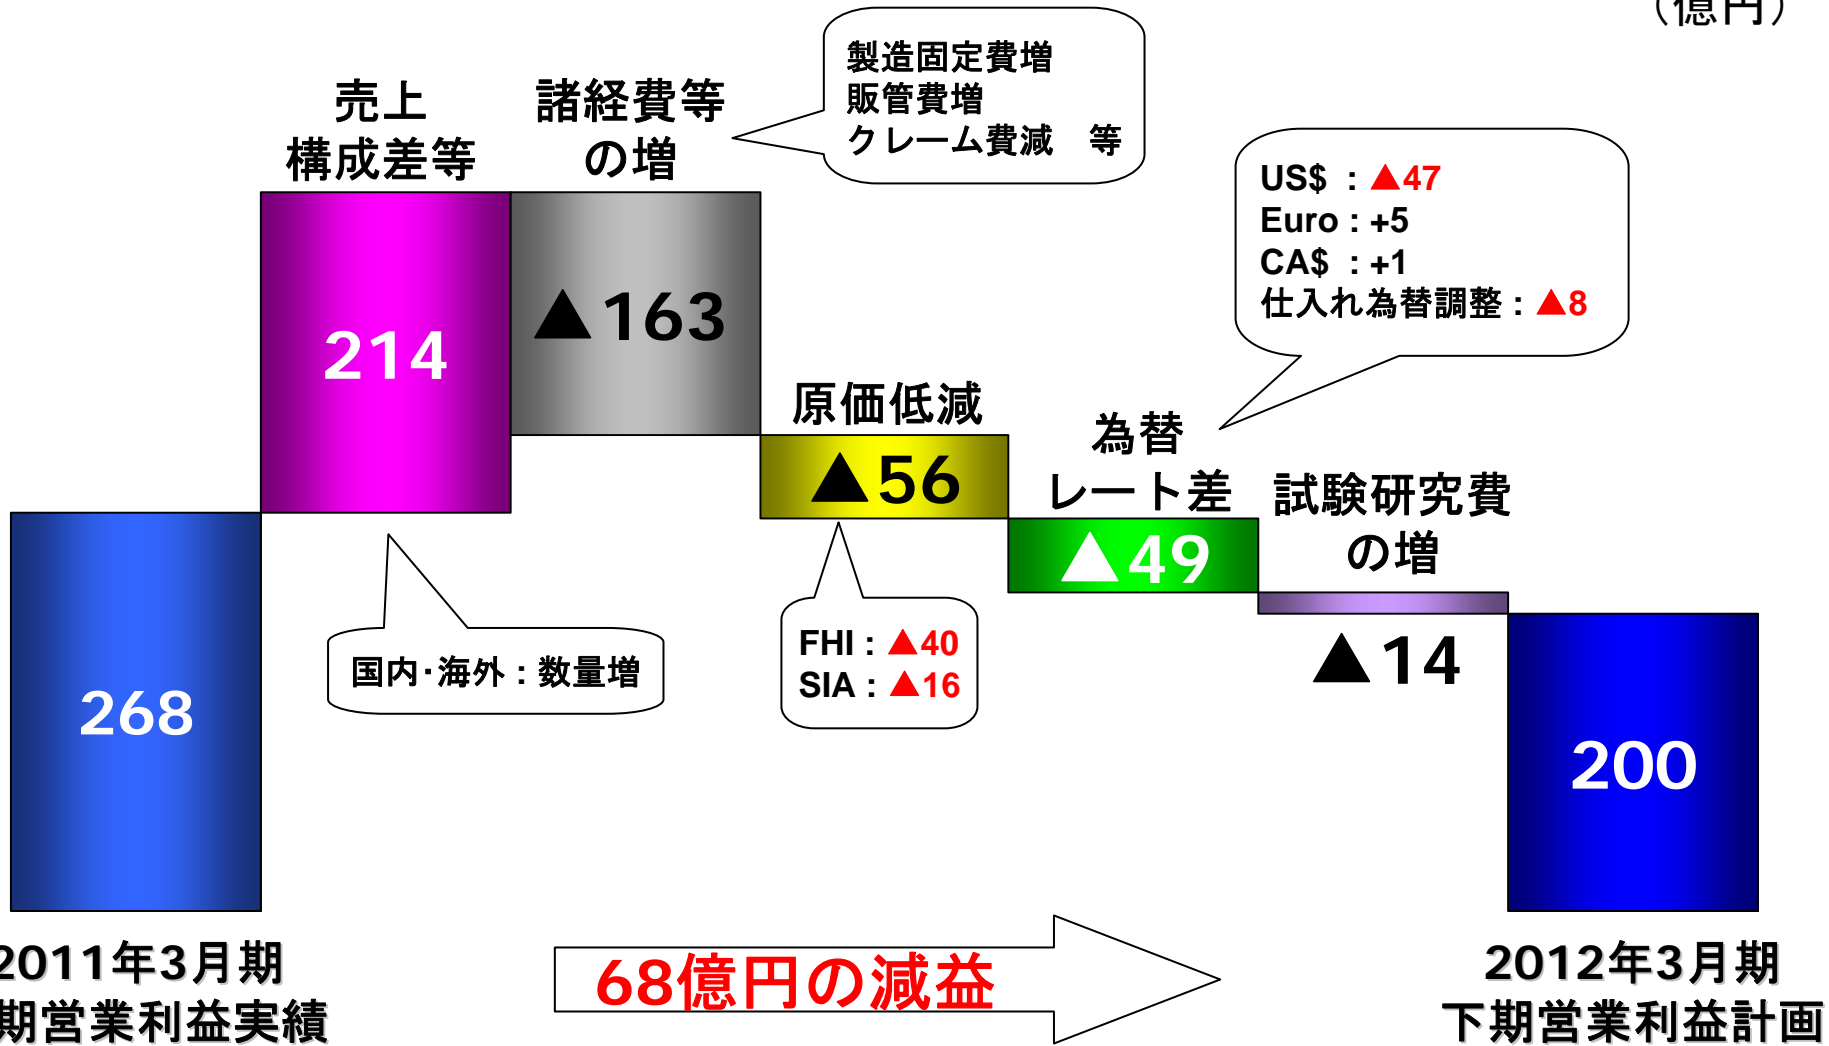 （億円）
製造固定費増
販管費増
クレーム費減　等
売上
構成差等
諸経費等
の増
US$ : ▲47
Euro : +5
CA$ : +1
仕入れ為替調整 : ▲8
214
▲163
原価低減
▲56
為替
レート差
▲49
試験研究費
の増
▲14
国内･海外 : 数量増
FHI : ▲40
SIA : ▲16
268
200
68億円の減益
2011年3月期
期営業利益実績
2012年3月期
下期営業利益計画